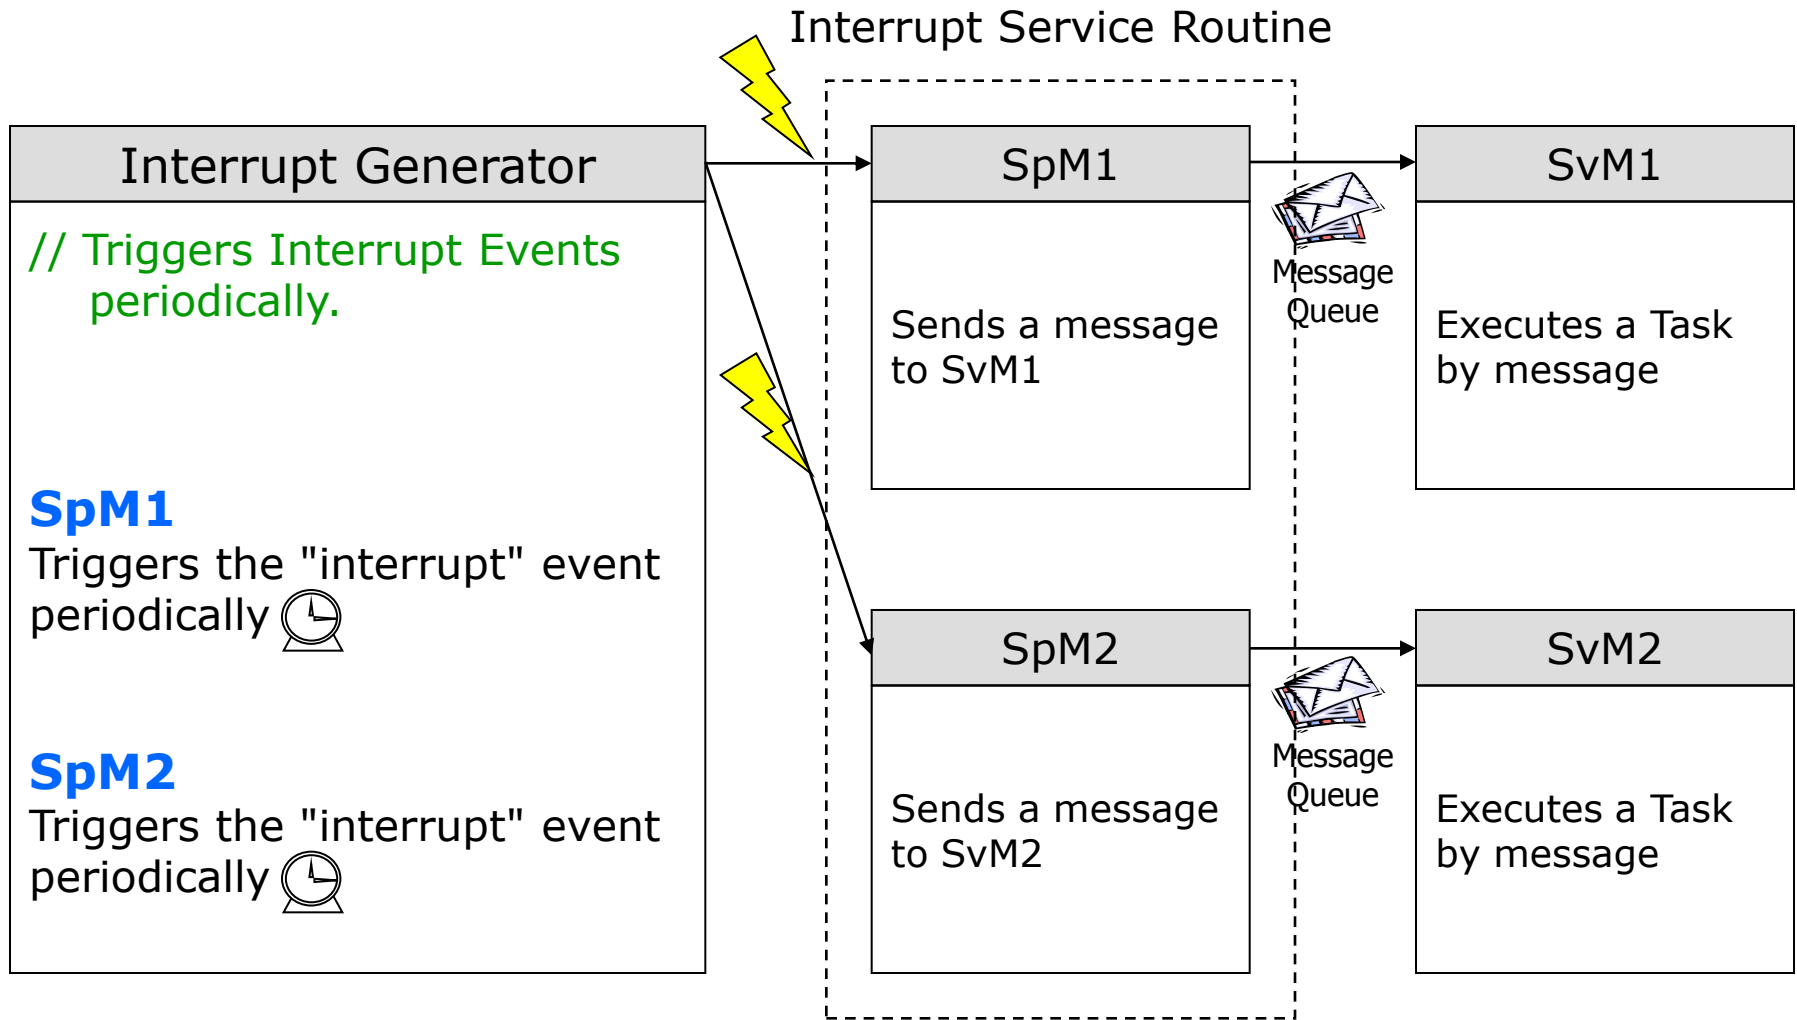 Interrupt Service Routine
Interrupt Generator
// Triggers Interrupt Events
periodically.
SpM1
Triggers the "interrupt" event
periodically
SpM2
Triggers the "interrupt" event
periodically
SpM1
Sends a message
to SvM1
Message
Queue
SvM1
Executes a Task
by message
SpM2
Sends a message
to SvM2
Message
Queue
SvM2
Executes a Task
by message